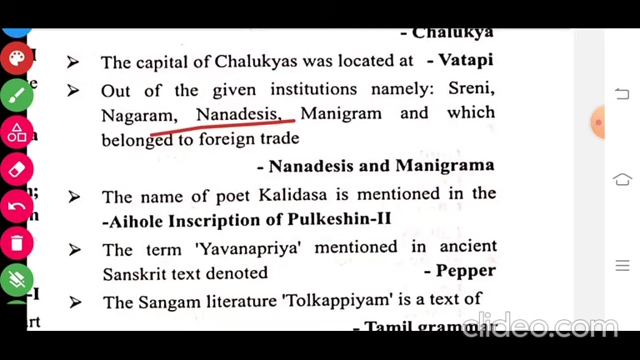 - Chalukya
➤ The capital of Chalukyas was located at - Vatapi
➤ Out of the given institutions namely: Sreni,
Nagaram, Nanadesis, Manigram and which
belonged to foreign trade
- Nanadesis and Manigrama
➤ The name of poet Kalidasa is mentioned in the
-Aihole Inscription of Pulkeshin-II
➤ The term 'Yavanapriya' mentioned in ancient
Sanskrit text denoted - Pepper
➤ The Sangam literature 'Tolkappiyam' is a text of
- Tamil grammar
clideo.com